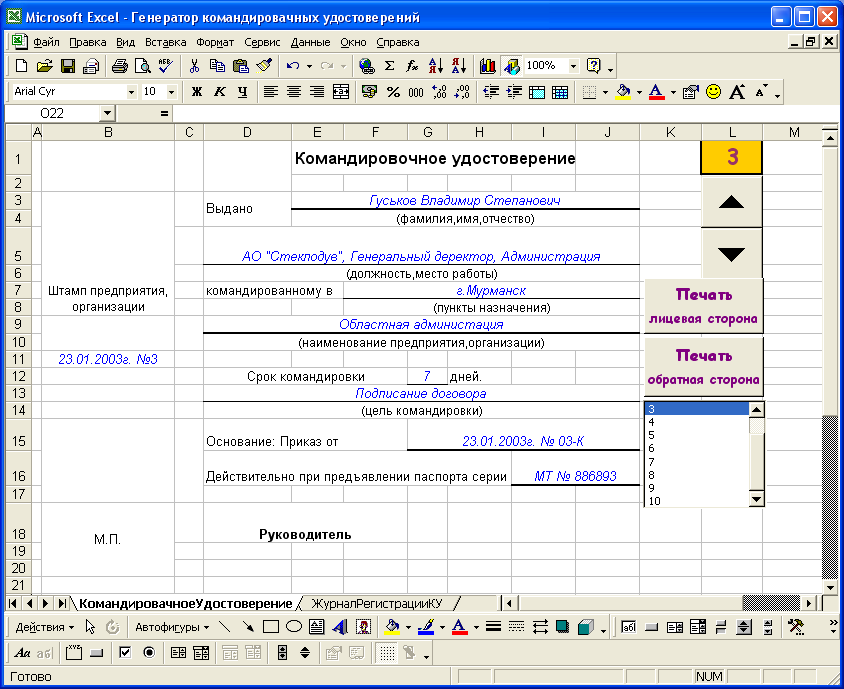 Microsoft Excel - Генератор командировачных удостоверений
Файл Правка Вид Вставка Формат Сервис Данные Окно Справка
100%
Arial Cyr 10 Ж К Ч % 000
O22 =
A B C D E F G H I J K L M
1 Командировочное удостоверение 3
2
3 Выдано Гуськов Владимир Степанович
4 (фамилия,имя,отчество)
5 АО "Стеклодув", Генеральный деректор, Администрация
6 (должность,место работы)
7 Штамп предприятия, командированному в г.Мурманск Печать
8 организации (пункты назначения) лицевая сторона
9 Областная администация
10 (наименование предприятия,организации)
11 23.01.2003г. №3 Печать
12 Срок командировки 7 дней. обратная сторона
13 Подписание договора
14 (цель командировки)
3
4
5
6
7
8
9
10
15 Основание: Приказ от 23.01.2003г. № 03-К
16 Действительно при предъявлении паспорта серии МТ № 886893
17
18 М.П. Руководитель
19
20
21
КомандировачноеУдостоверение ЖурналРегистрацииКУ
Действия Автофигуры
Готово NUM